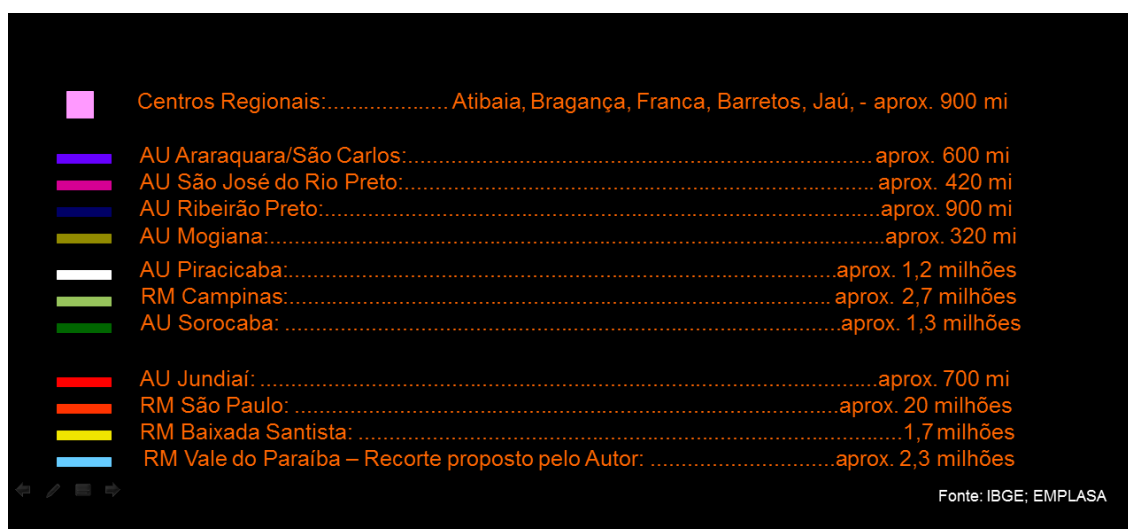 Centros Regionais:.................... Atibaia, Bragança, Franca, Barretos, Jaú, - aprox. 900 mi
AU Araraquara/São Carlos:.............................................................................................aprox. 600 mi
AU São José do Rio Preto:..............................................................................................aprox. 420 mi
AU Ribeirão Preto:.............................................................................................................aprox. 900 mi
AU Mogiana:........................................................................................................................aprox. 320 mi
AU Piracicaba:...........................................................................................................aprox. 1,2 milhões
RM Campinas:..........................................................................................................aprox. 2,7 milhões
AU Sorocaba: ...........................................................................................................aprox. 1,3 milhões
AU Jundiaí: .........................................................................................................................aprox. 700 mi
RM São Paulo: ..........................................................................................................aprox. 20 milhões
RM Baixada Santista: ..........................................................................................................1,7 milhões
RM Vale do Paraíba – Recorte proposto pelo Autor: ...................................aprox. 2,3 milhões
Fonte: IBGE; EMPLASA